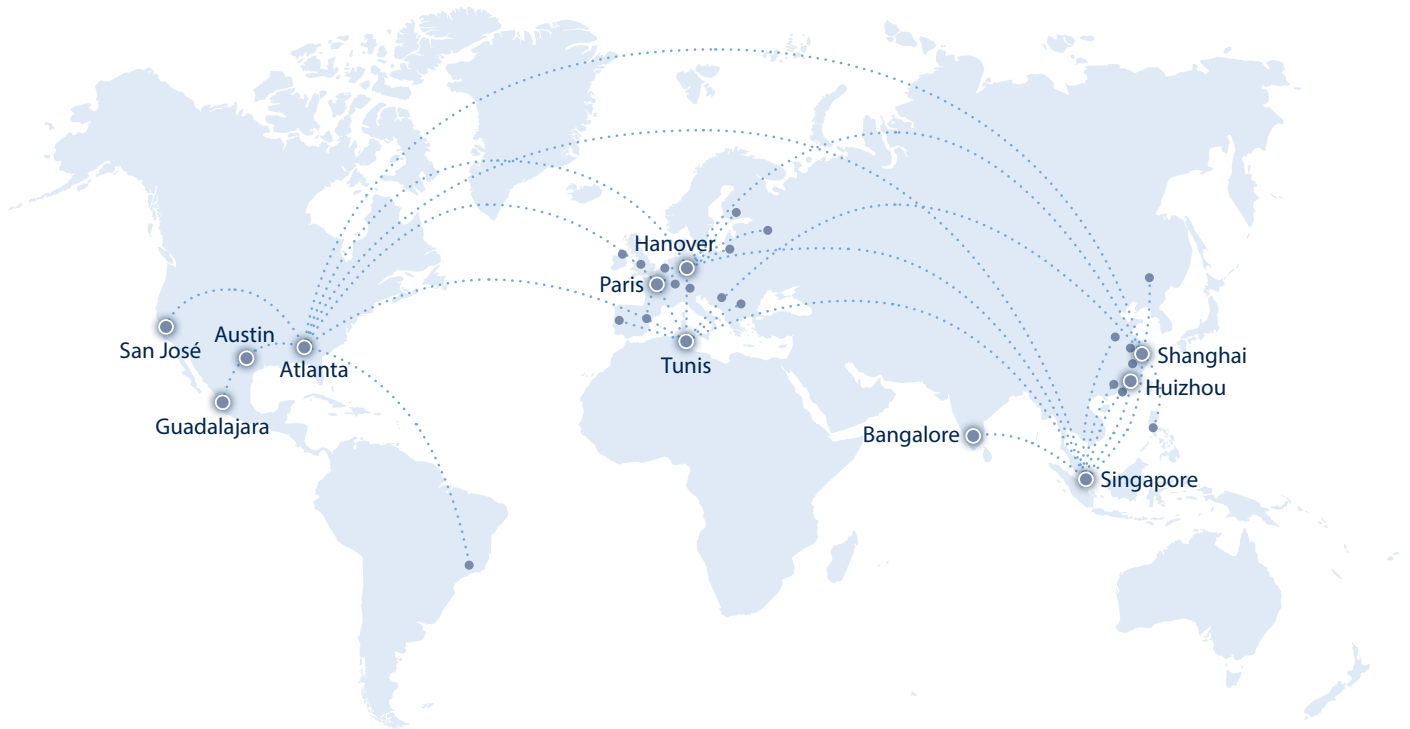 Hanover
Paris
Austin
San José
Atlanta
Tunis
Shanghai
Huizhou
Guadalajara
Bangalore
Singapore